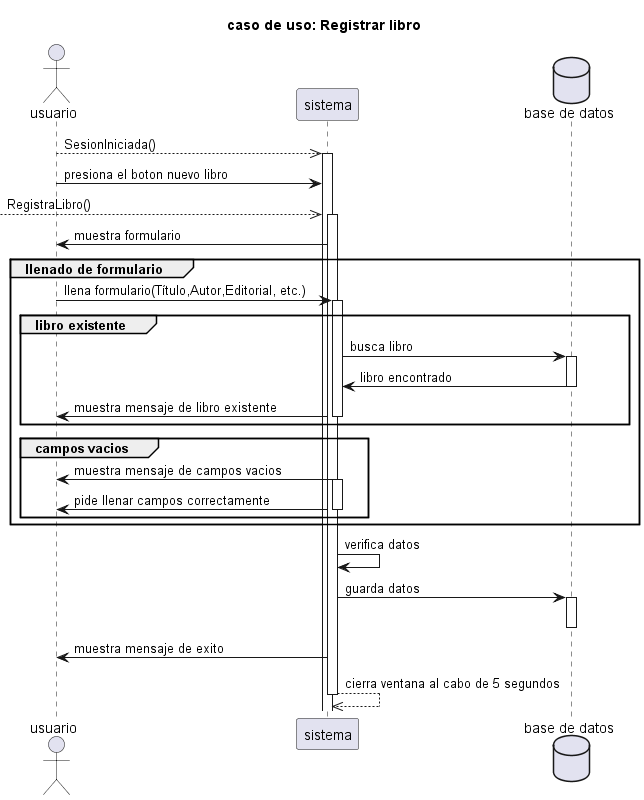 caso de uso: Registrar libro
usuario
sistema
base de datos
SesionIniciada()
presiona el boton nuevo libro
RegistraLibro()
muestra formulario
llenado de formulario
llena formulario(Título,Autor,Editorial, etc.)
libro existente
busca libro
libro encontrado
muestra mensaje de libro existente
campos vacios
muestra mensaje de campos vacios
pide llenar campos correctamente
verifica datos
guarda datos
muestra mensaje de exito
cierra ventana al cabo de 5 segundos
usuario
sistema
base de datos